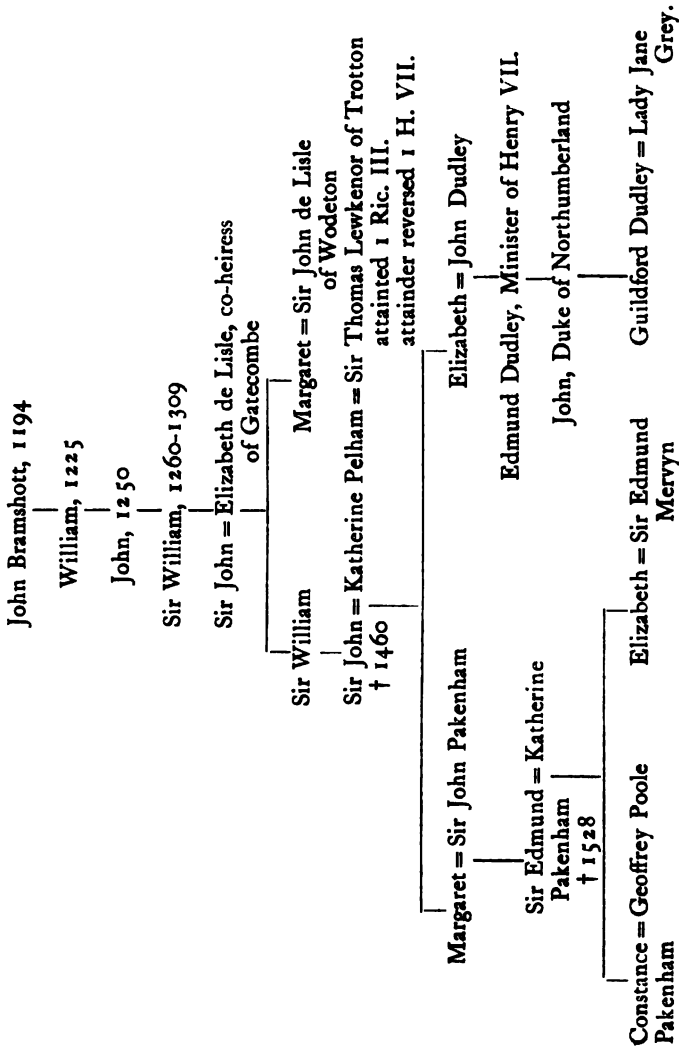 John Bramshott, 1194
William, 1225
John, 1250
Sir William, 1260-1309
Sir John = Elizabeth de Lisle, co-heiress
of Gatecombe
Sir William
Margaret = Sir John de Lisle
of Wodeton
Sir John = Katherine Pelham = Sir Thomas Lewkenor of Trotton
† 1460
attainted 1 Ric. III.
attainder reversed 1 H. VII.
Margaret = Sir John Pakenham
Elizabeth = John Dudley
Sir Edmund = Katherine
Pakenham
† 1528
Edmund Dudley, Minister of Henry VII.
John, Duke of Northumberland
Constance = Geoffrey Poole
Pakenham
Elizabeth = Sir Edmund
Mervyn
Guildford Dudley = Lady Jane
Grey.